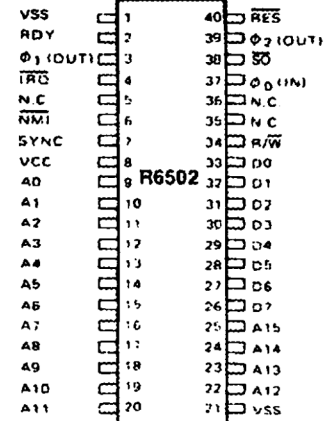 VSS 1 40 RES
RDY 2 39 Φ2 (OUT)
Φ1 (OUT) 3 38 SO
IRQ 4 37 Φ0 (IN)
N.C 5 36 N.C
NMI 6 35 N.C
SYNC 7 34 R/W
VCC 8 33 D0
A0 9 R6502 32 D1
A1 10 31 D2
A2 11 30 D3
A3 12 29 D4
A4 13 28 D5
A5 14 27 D6
A6 15 26 D7
A7 16 25 A15
A8 17 24 A14
A9 18 23 A13
A10 19 22 A12
A11 20 21 VSS